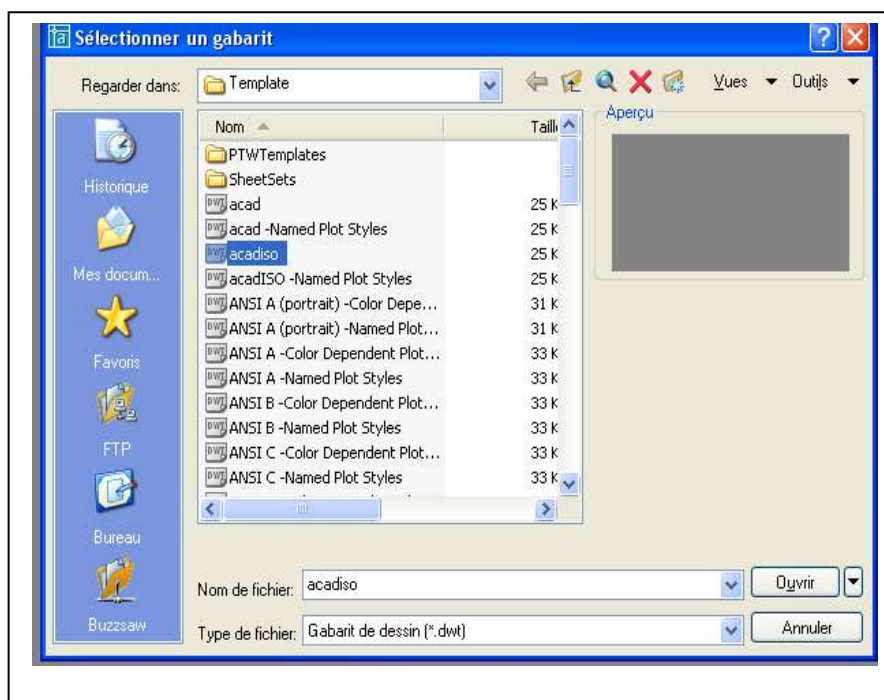 Sélectionner un gabarit
Regarder dans: Template Vues Outils
Historique
Mes docum...
Favoris
FTP
Bureau
Buzzsaw
Nom Taill
PTWTemplates
SheetSets
acad 25 K
acad -Named Plot Styles 25 K
acadiso 25 K
acadISO -Named Plot Styles 25 K
ANSI A (portrait) -Color Depe... 31 K
ANSI A (portrait) -Named Plot... 31 K
ANSI A -Color Dependent Plot... 33 K
ANSI A -Named Plot Styles 33 K
ANSI B -Color Dependent Plot... 33 K
ANSI B -Named Plot Styles 33 K
ANSI C -Color Dependent Plot... 33 K
ANSI C -Named Plot Styles 33 K
Aperçu
Nom de fichier: acadiso Ouvrir
Type de fichier: Gabarit de dessin (*.dwt) Annuler